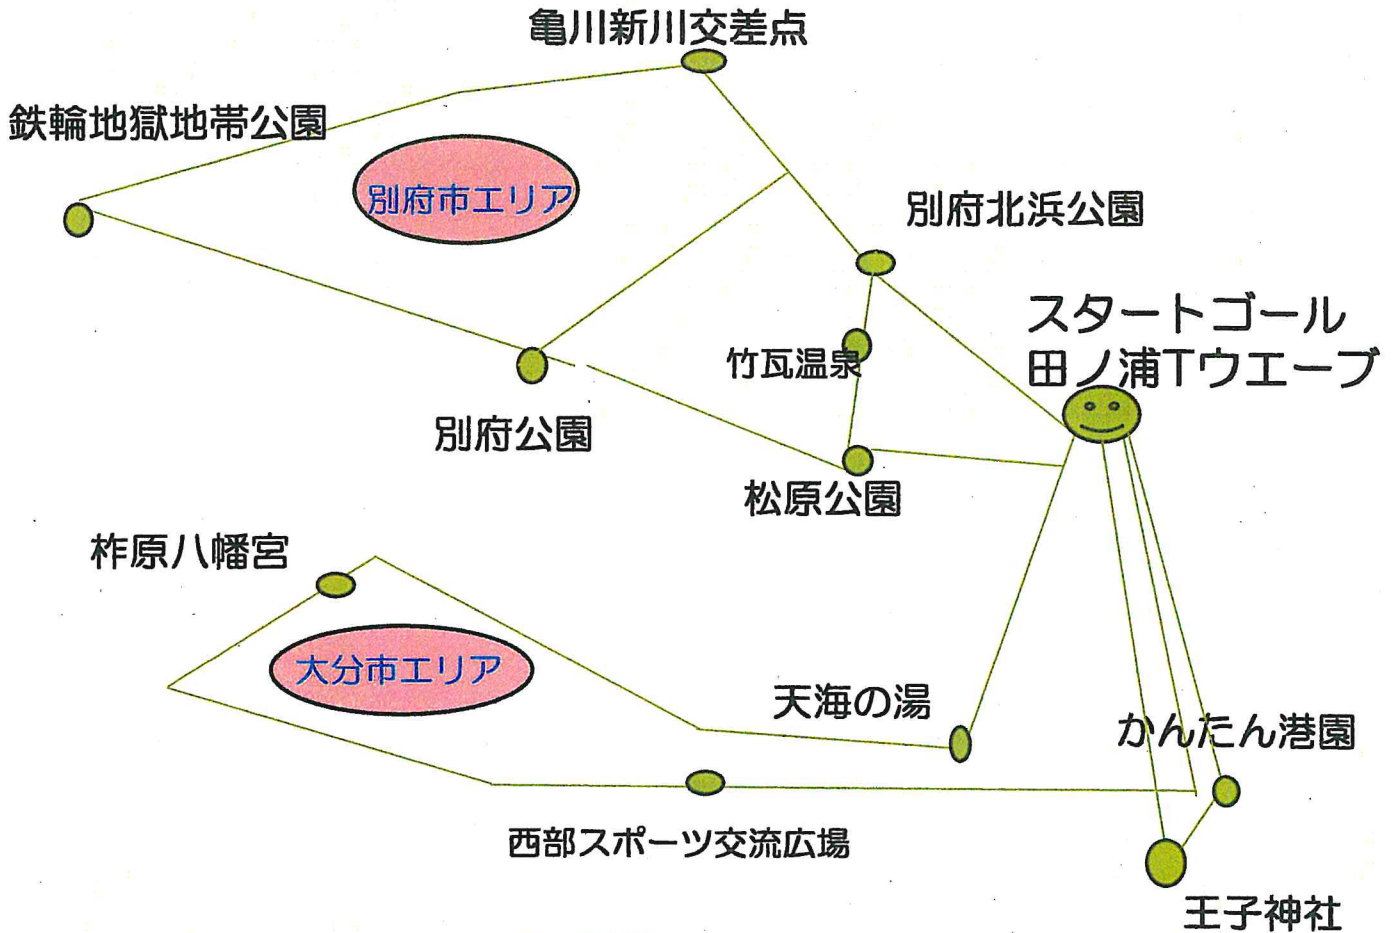 亀川新川交差点
鉄輪地獄地帯公園
別府市エリア
別府北浜公園
スタートゴール
田ノ浦Tウエーブ
竹瓦温泉
別府公園
松原公園
柞原八幡宮
大分市エリア
天海の湯
かんたん港園
西部スポーツ交流広場
王子神社